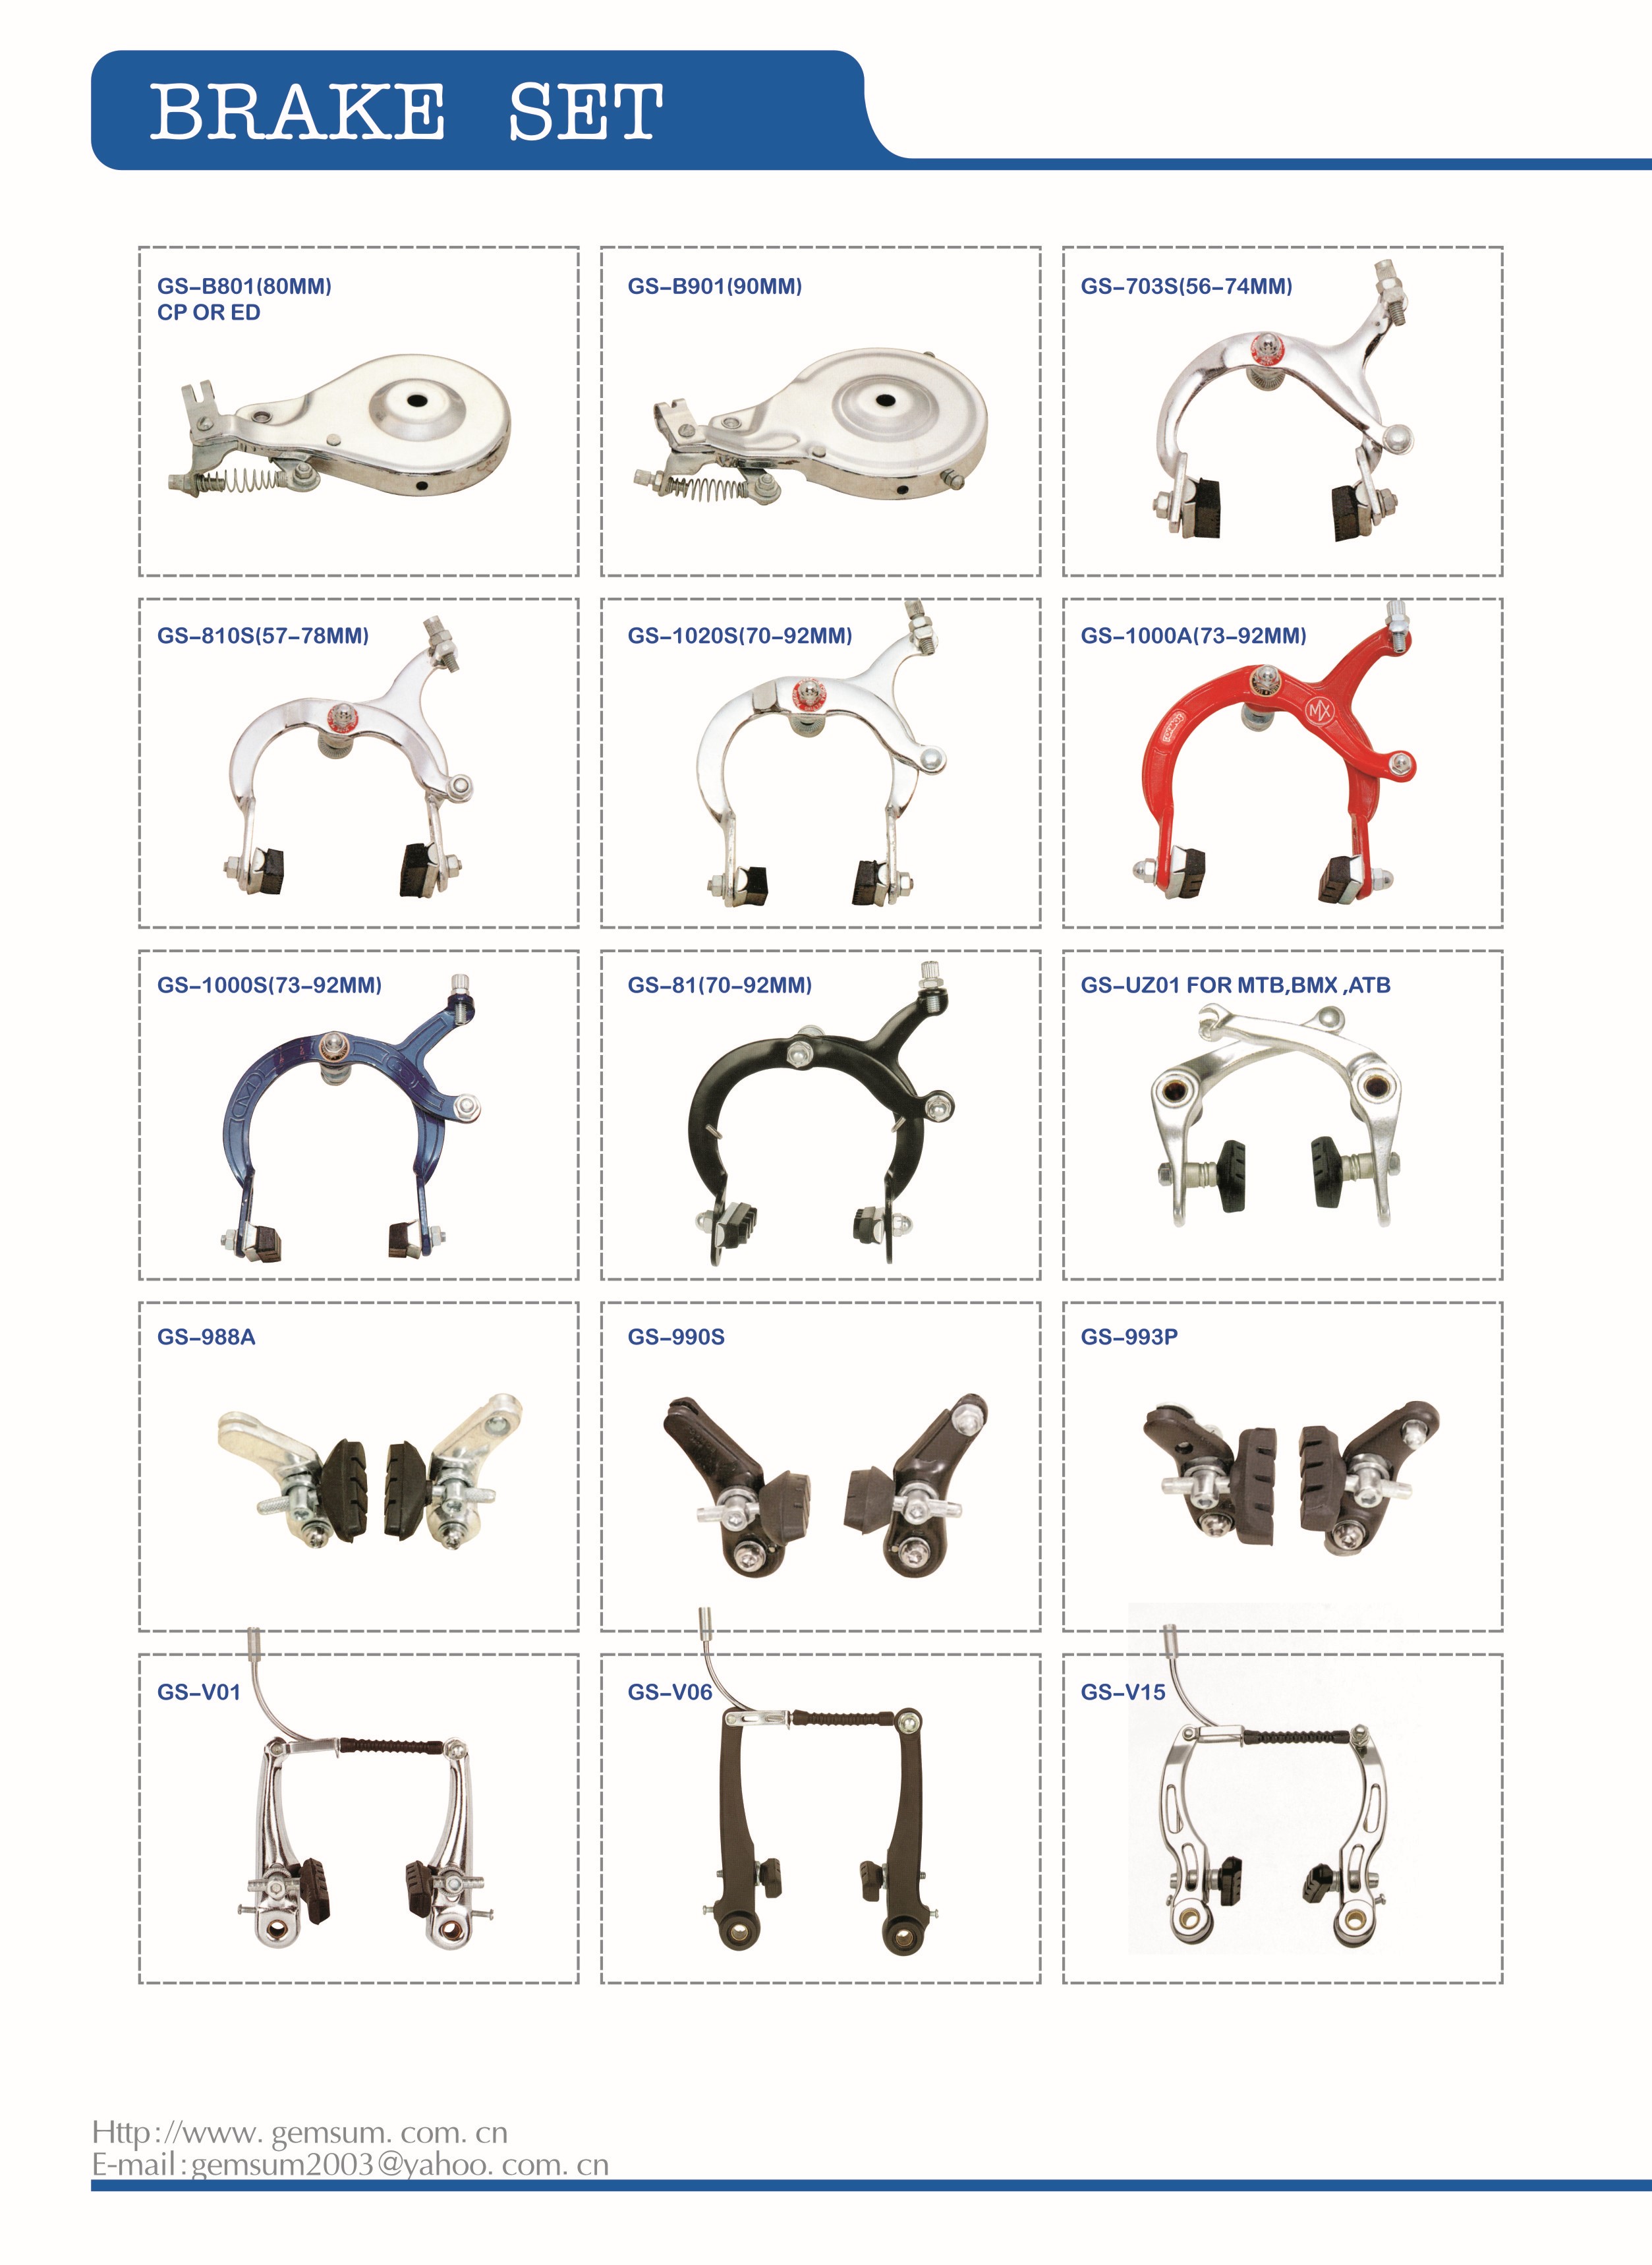 BRAKE SET
GS-B801(80MM)
CP OR ED
GS-B901(90MM)
GS-703S(56-74MM)
GS-810S(57-78MM)
GS-1020S(70-92MM)
GS-1000A(73-92MM)
MX
GS-1000S(73-92MM)
GS-81(70-92MM)
GS-UZ01 FOR MTB,BMX ,ATB
GS-988A
GS-990S
GS-993P
GS-V01
GS-V06
GS-V15
Http://www. gemsum. com. cn
E-mail:gemsum2003@yahoo. com. cn